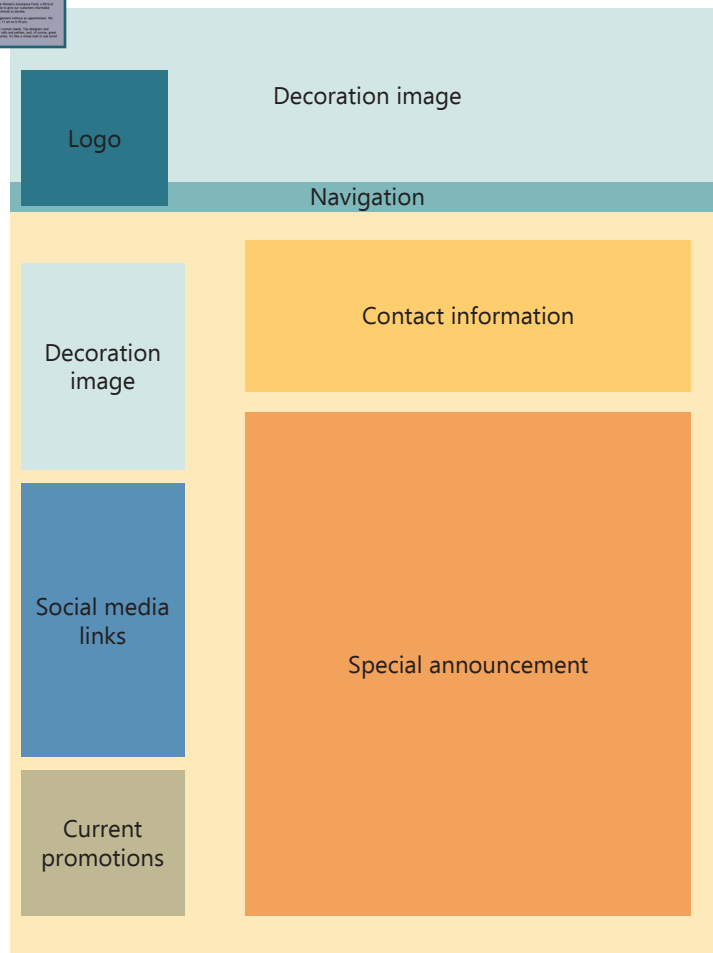 Decoration image
Logo
Navigation
Contact information
Decoration
image
Social media
links
Special announcement
Current
promotions